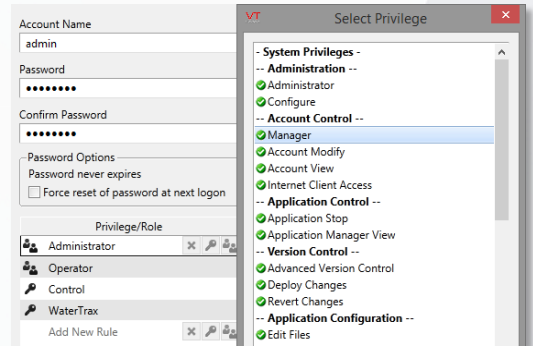 Account Name
admin
Password
••••••••
Confirm Password
••••••••
Password Options
Password never expires
Force reset of password at next logon
Privilege/Role
Administrator
Operator
Control
WaterTrax
Add New Rule
VT
Select Privilege
- System Privileges -
-- Administration --
Administrator
Configure
-- Account Control --
Manager
Account Modify
Account View
Internet Client Access
-- Application Control --
Application Stop
Application Manager View
-- Version Control --
Advanced Version Control
Deploy Changes
Revert Changes
-- Application Configuration --
Edit Files